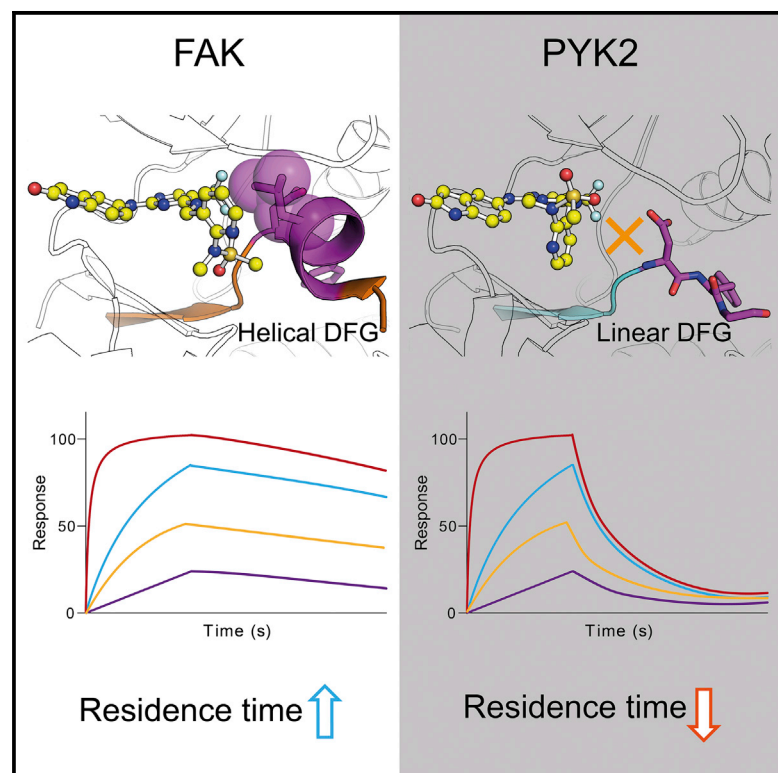 FAK
PYK2
Helical DFG
Linear DFG
100
50
0
Response
Time (s)
100
50
0
Response
Time (s)
Residence time
Residence time